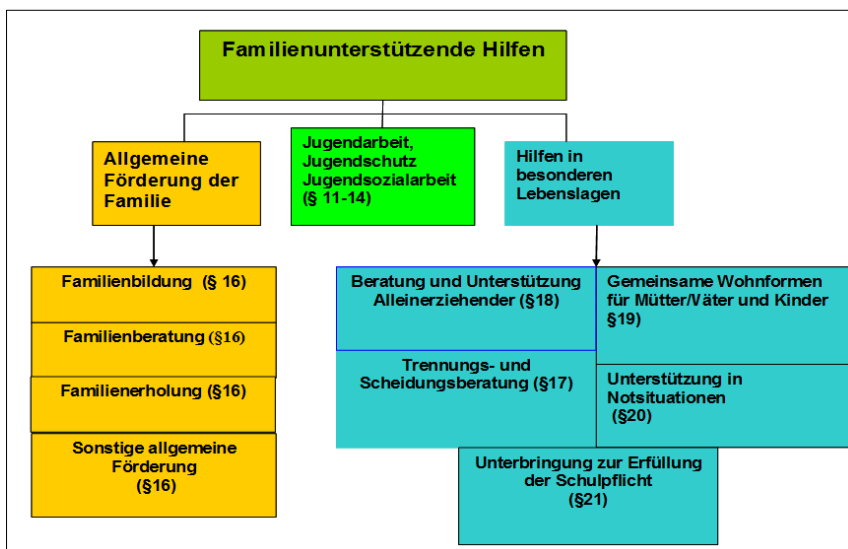 Familienunterstützende Hilfen
Allgemeine
Förderung der
Familie
Jugendarbeit,
Jugendschutz
Jugendsozialarbeit
(§ 11-14)
Hilfen in
besonderen
Lebenslagen
Familienbildung (§ 16)
Familienberatung (§16)
Familienerholung (§16)
Sonstige allgemeine
Förderung
(§16)
Beratung und Unterstützung
Alleinerziehender (§18)
Gemeinsame Wohnformen
für Mütter/Väter und Kinder
§19)
Trennungs- und
Scheidungsberatung (§17)
Unterstützung in
Notsituationen
(§20)
Unterbringung zur Erfüllung
der Schulpflicht
(§21)